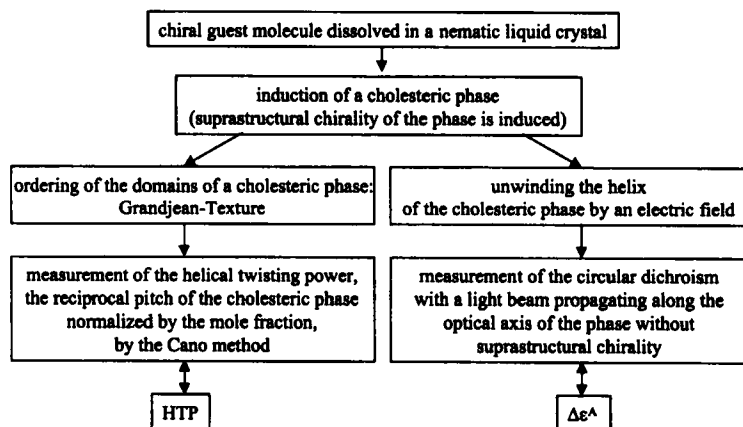 chiral guest molecule dissolved in a nematic liquid crystal
induction of a cholesteric phase
(suprastructural chirality of the phase is induced)
ordering of the domains of a cholesteric phase:
Grandjean-Texture
unwinding the helix
of the cholesteric phase by an electric field
measurement of the helical twisting power,
the reciprocal pitch of the cholesteric phase
normalized by the mole fraction,
by the Cano method
measurement of the circular dichroism
with a light beam propagating along the
optical axis of the phase without
suprastructural chirality
HTP
Δεᴬ